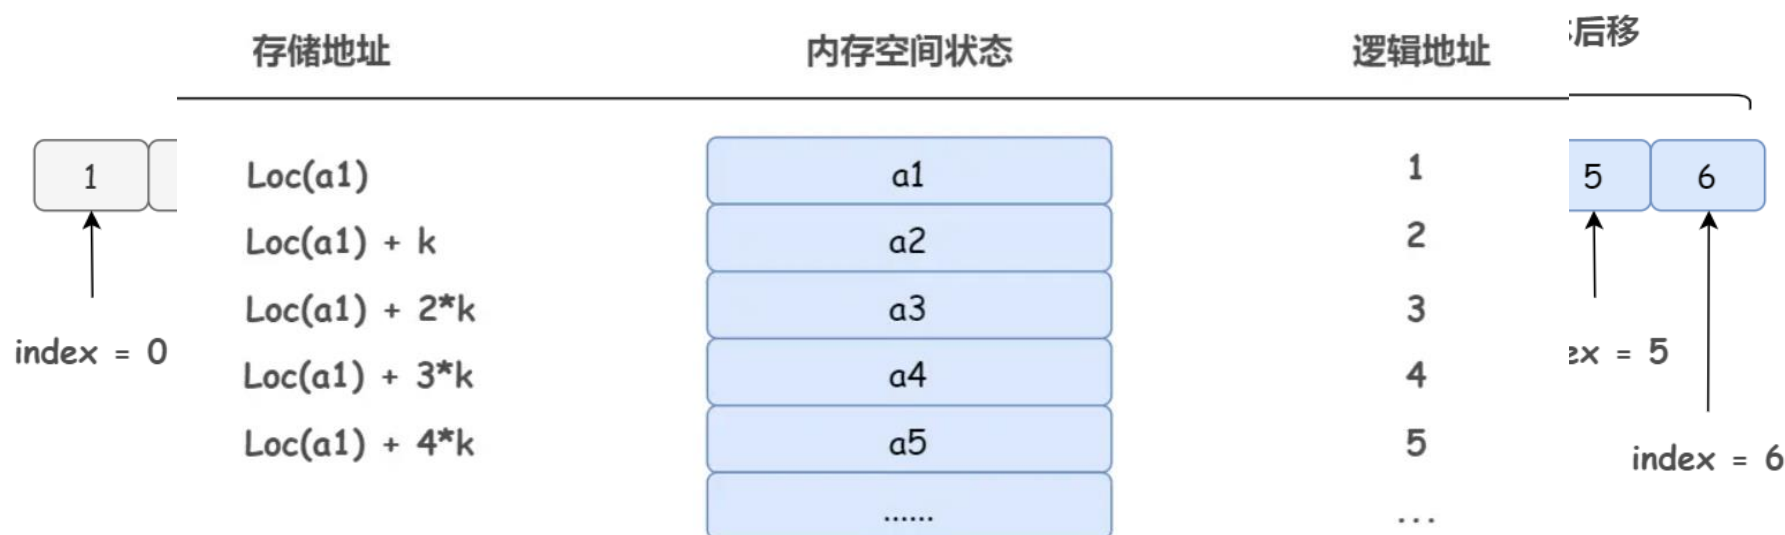 存储地址 内存空间状态 逻辑地址 后移
1 Loc(a1) a1 1 5 6
Loc(a1) + k a2 2
Loc(a1) + 2*k a3 3
index = 0 Loc(a1) + 3*k a4 4 ex = 5
Loc(a1) + 4*k a5 5 index = 6
...... ...